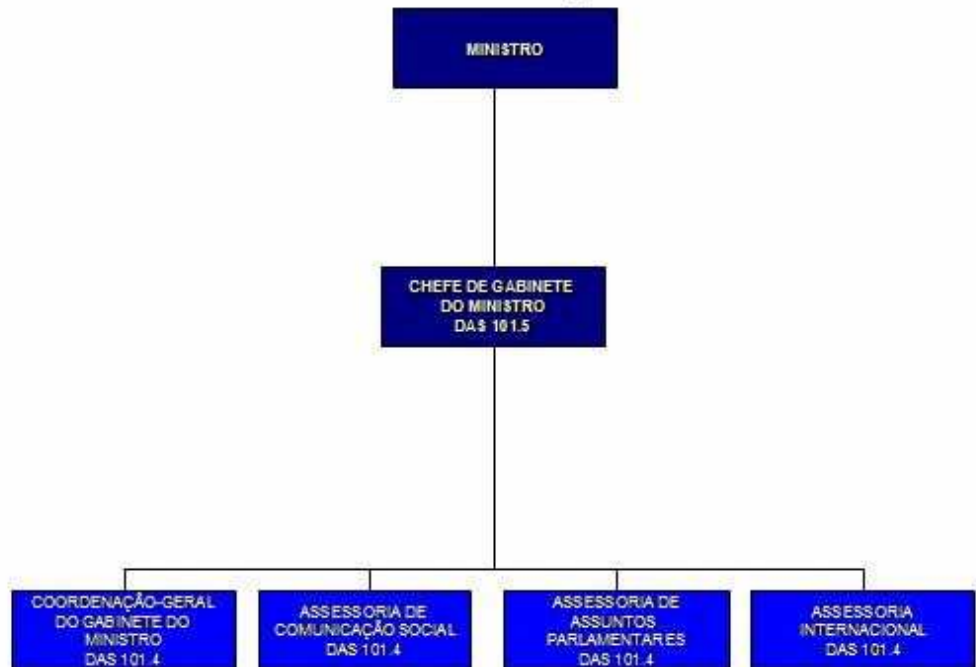 MINISTRO
CHEFE DE GABINETE
DO MINISTRO
DAS 101.5
COORDENAÇÃO-GERAL
DO GABINETE DO
MINISTRO
DAS 101.4
ASSESSORIA DE
COMUNICAÇÃO SOCIAL
DAS 101.4
ASSESSORIA DE
ASSUNTOS
PARLAMENTARES
DAS 101.4
ASSESSORIA
INTERNACIONAL
DAS 101.4